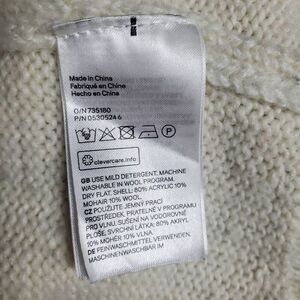 Made in China
Fabriqué en Chine
Hecho en China
O/N 735180
P/N 05305246
clevercare.info
GB USE MILD DETERGENT. MACHINE
WASHABLE IN WOOL PROGRAM.
DRY FLAT. SHELL: 80% ACRYLIC 10%
MOHAIR 10% WOOL
CZ POUŽIJTE JEMNÝ PRACÍ
PROSTŘEDEK. PRATELNÉ V PROGRAMU
PRO VLNU, SUŠENÍ NA VODOROVNÉ
PLOŠE, SVRCHNÍ LÁTKA: 80% AKRYL
10% MOHÉR 10% VLNA
DE FEINWASCHMITTEL VERWENDEN,
MASCHINENWASCHBAR IM